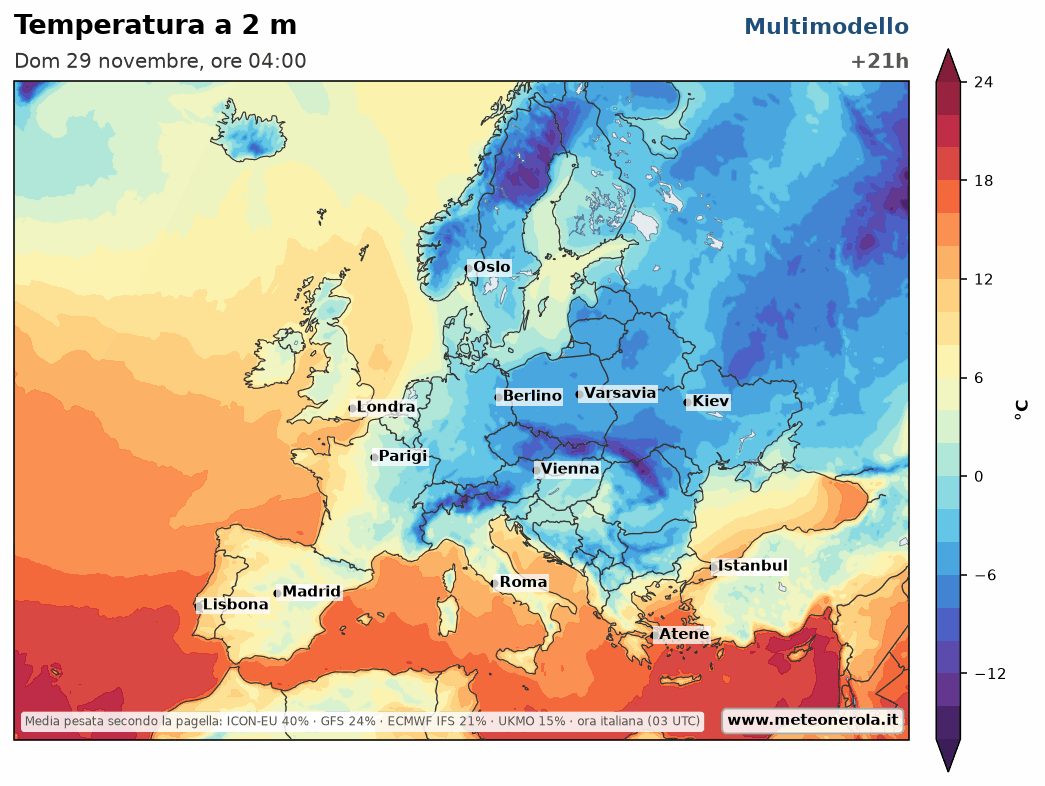 Temperatura a 2 m
Multimodello
Dom 29 novembre, ore 04:00
+21h
24
18
12
6
0
−6
−12
°C
Oslo
Berlino
Varsavia
Kiev
Londra
Parigi
Vienna
Istanbul
Roma
Madrid
Lisbona
Atene
Media pesata secondo la pagella: ICON-EU 40% · GFS 24% · ECMWF IFS 21% · UKMO 15% · ora italiana (03 UTC)
www.meteonerola.it